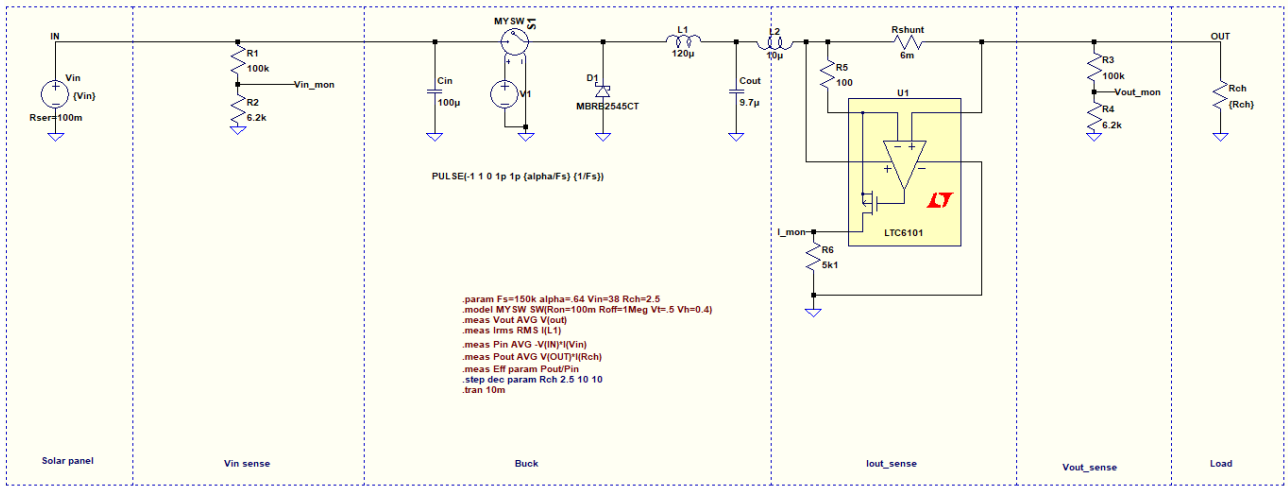 IN
Vin
{Vin}
Rser=100m
R1
100k
Vin_mon
R2
6.2k
Cin
100µ
MYSW
S1
V1
PULSE(-1 1 0 1p 1p {alpha/Fs} {1/Fs})
D1
MBRB2545CT
L1
120µ
Cout
9.7µ
L2
10µ
Rshunt
6m
R5
100
U1
LTC6101
I_mon
R6
5k1
R3
100k
Vout_mon
R4
6.2k
OUT
Rch
{Rch}
.param Fs=150k alpha=.64 Vin=38 Rch=2.5
.model MYSW SW(Ron=100m Roff=1Meg Vt=.5 Vh=0.4)
.meas Vout AVG V(out)
.meas Irms RMS I(L1)
.meas Pin AVG -V(IN)*I(Vin)
.meas Pout AVG V(OUT)*I(Rch)
.meas Eff param Pout/Pin
.step dec param Rch 2.5 10 10
.tran 10m
Solar panel
Vin sense
Buck
Iout_sense
Vout_sense
Load